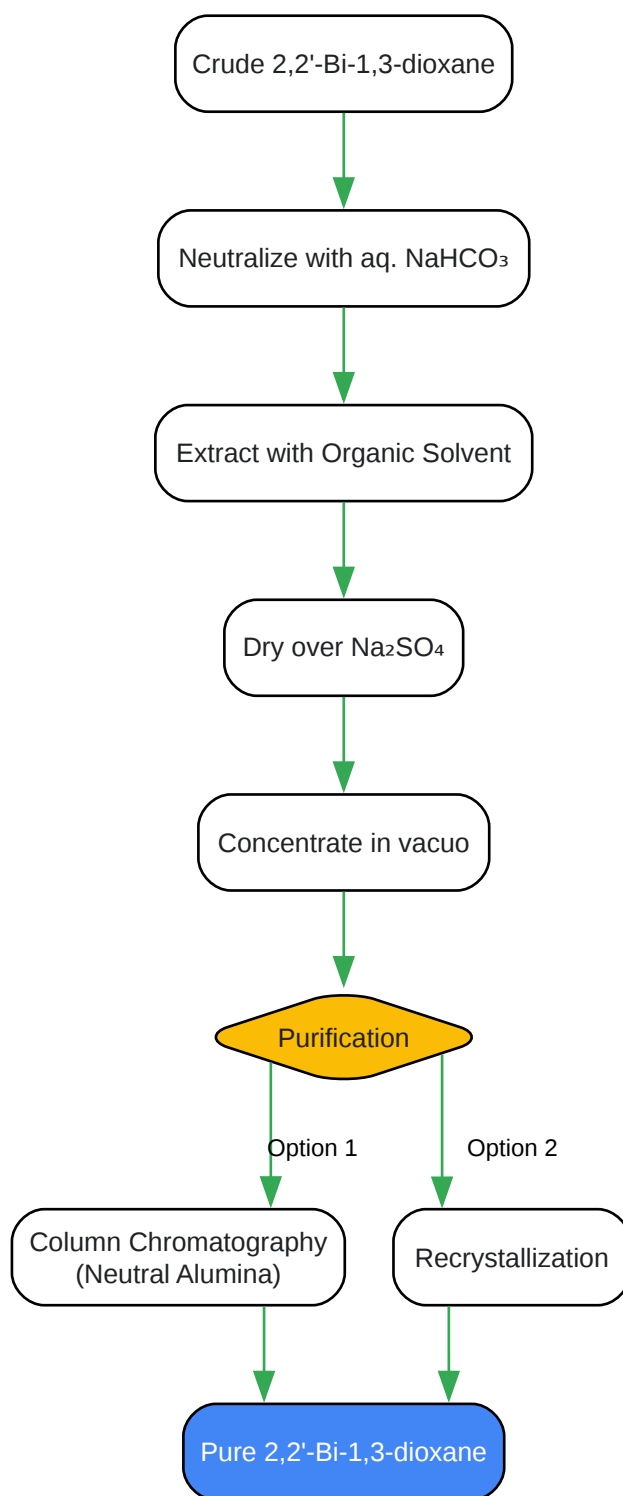 Crude 2,2'-Bi-1,3-dioxane
Neutralize with aq. NaHCO₃
Extract with Organic Solvent
Dry over Na₂SO₄
Concentrate in vacuo
Purification
Option 1
Option 2
Column Chromatography
(Neutral Alumina)
Recrystallization
Pure 2,2'-Bi-1,3-dioxane